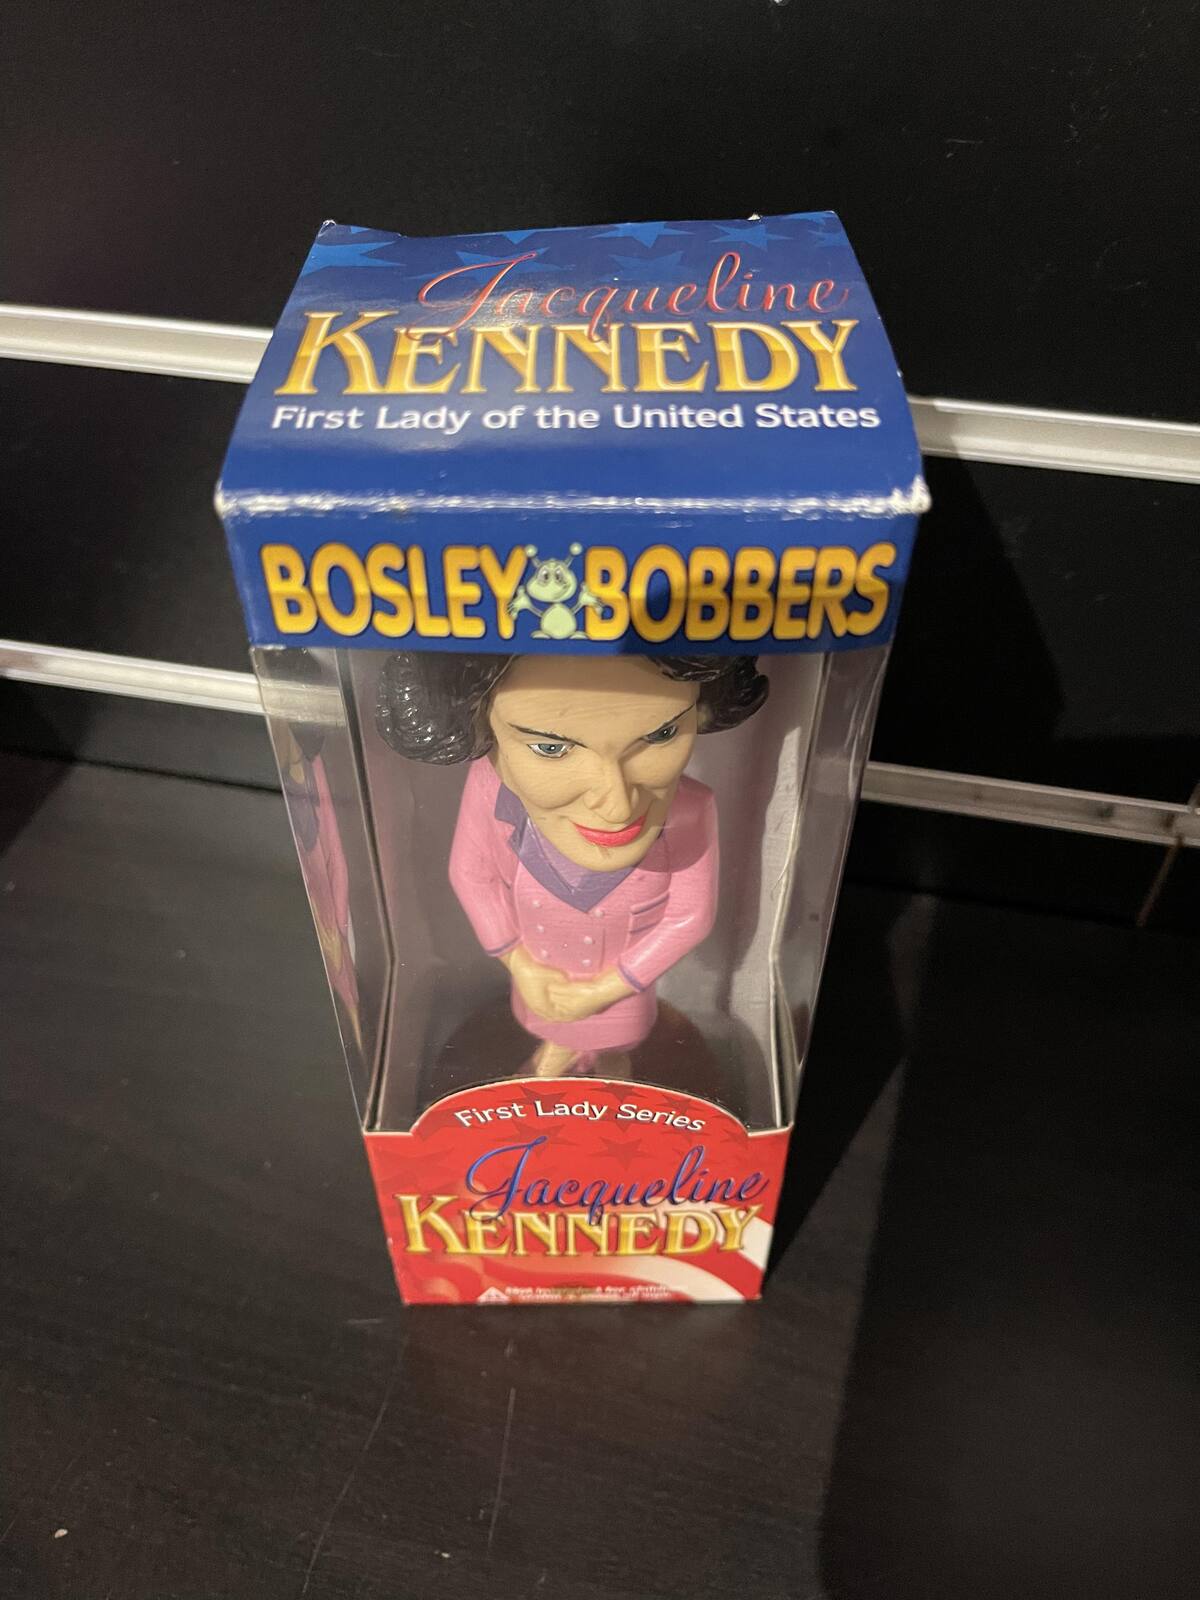 Jacqueline
KENNEDY
First Lady of the United States
BOSLEY BOBBERS
First Lady Series
Jacqueline
KENNEDY